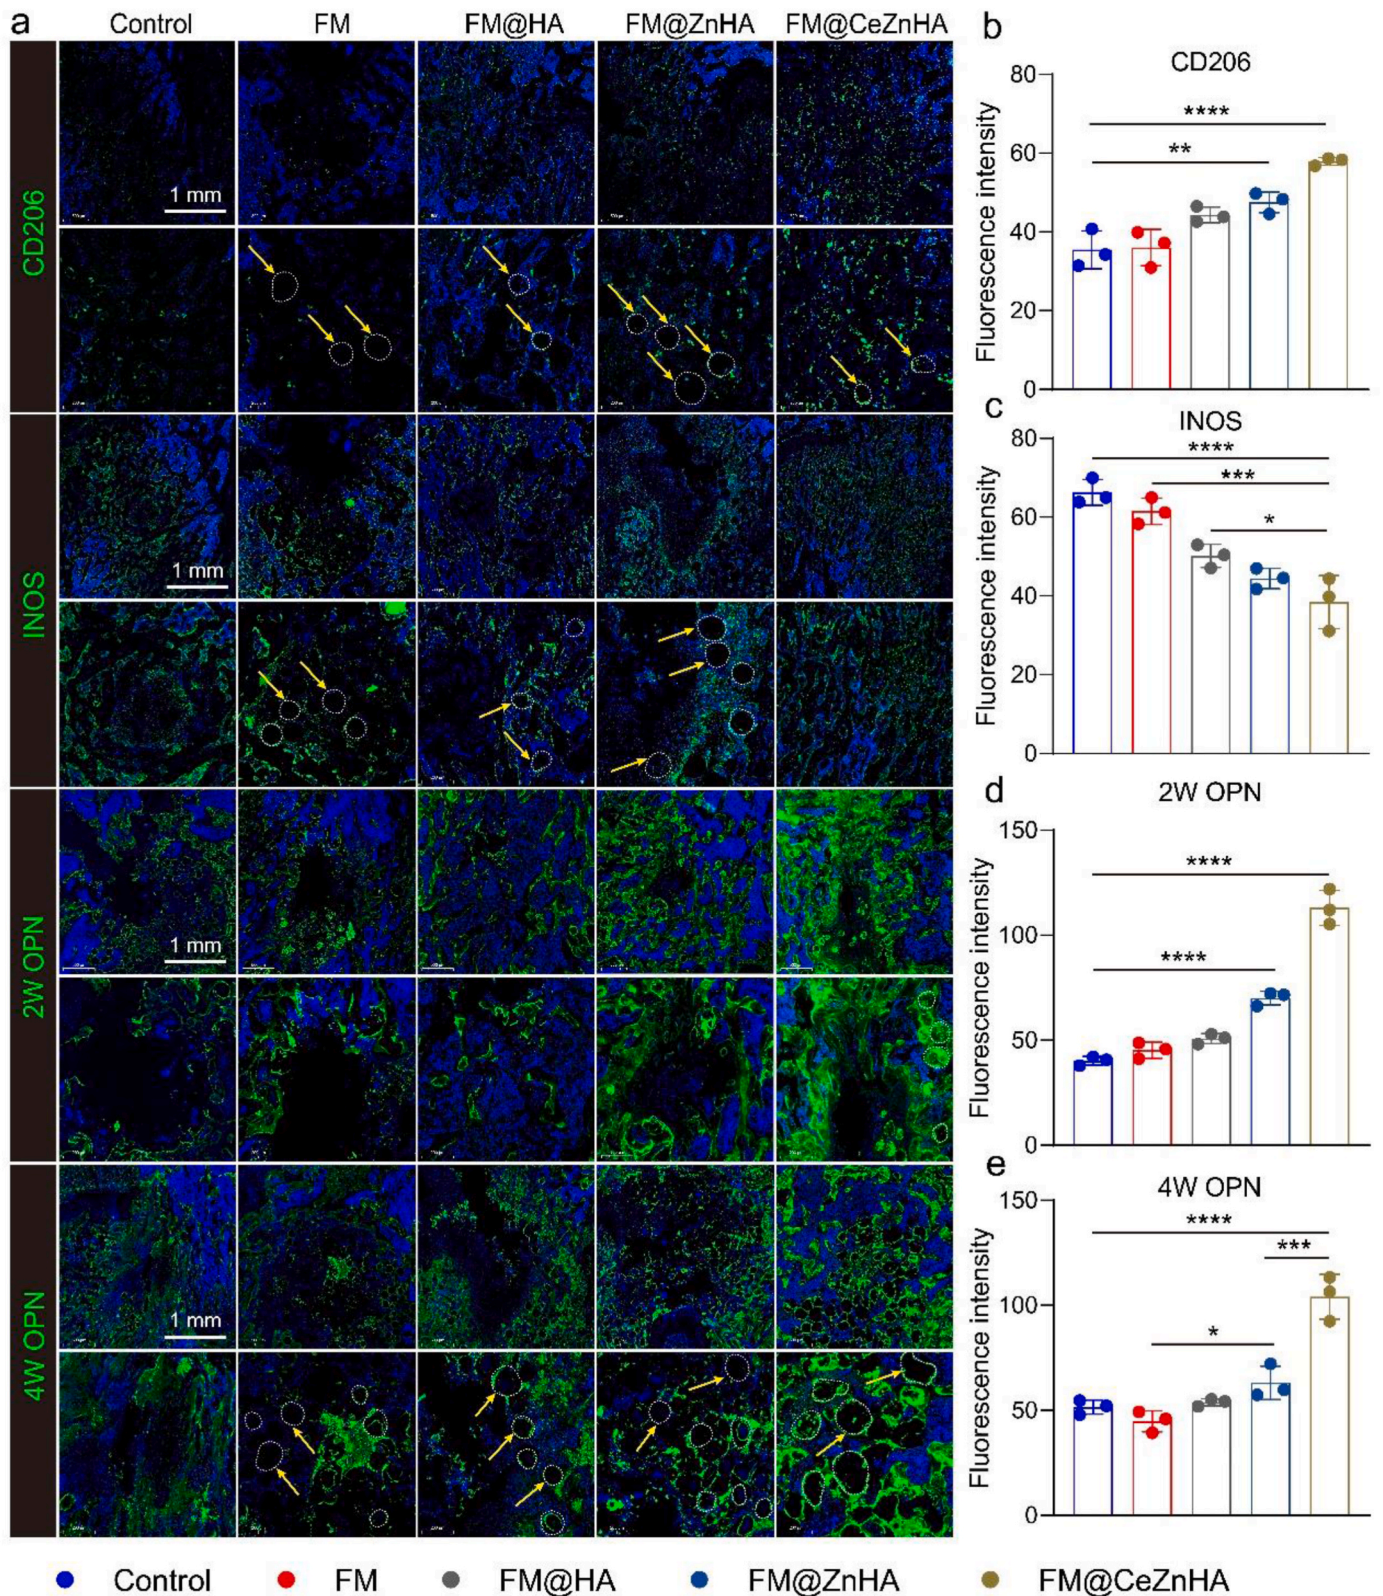 a
Control FM FM@HA FM@ZnHA FM@CeZnHA
CD206
1 mm
INOS
1 mm
2W OPN
1 mm
4W OPN
1 mm
b
CD206
Fluorescence intensity
80
60
40
20
0
****
**
c
INOS
Fluorescence intensity
80
60
40
20
0
****
***
*
d
2W OPN
Fluorescence intensity
150
100
50
0
****
****
e
4W OPN
Fluorescence intensity
150
100
50
0
****
***
*
Control FM FM@HA FM@ZnHA FM@CeZnHA